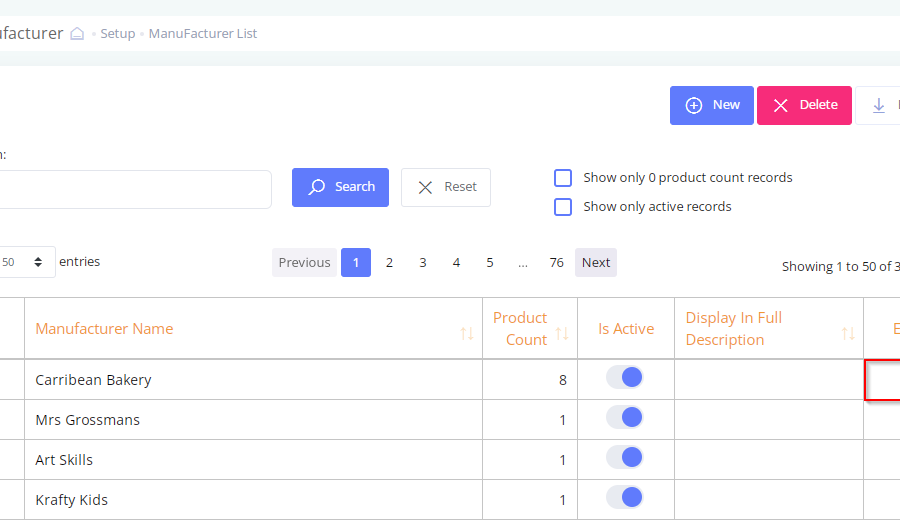 ufacturer Setup ManuFacturer List
New Delete
n:
Search Reset Show only 0 product count records
Show only active records
50 entries Previous 1 2 3 4 5 ... 76 Next Showing 1 to 50 of 3
Manufacturer Name Product Count Is Active Display In Full Description E
Carribean Bakery 8
Mrs Grossmans 1
Art Skills 1
Krafty Kids 1